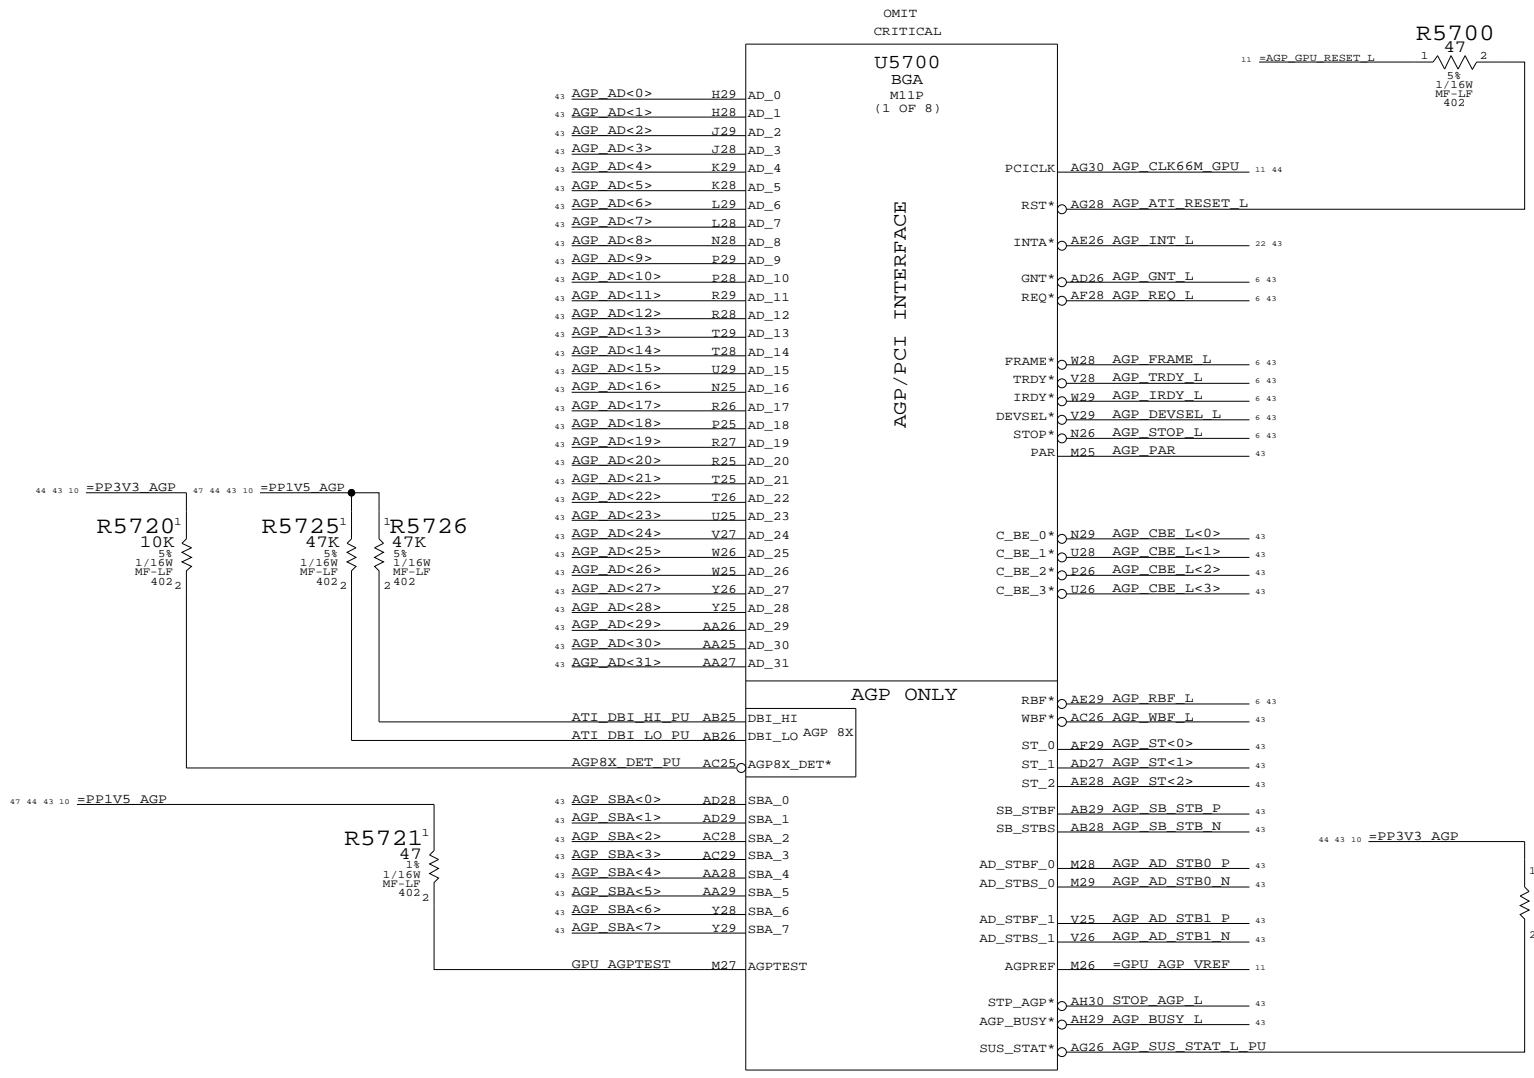 OMIT
CRITICAL
U5700
BGA
M11P
(1 OF 8)
AGP/PCI INTERFACE
R5700
47
11 =AGP_GPU_RESET_L 1 2
5%
1/16W
MF-LF
402
43 AGP_AD<0> H29 AD_0
43 AGP_AD<1> H28 AD_1
43 AGP_AD<2> J29 AD_2
43 AGP_AD<3> J28 AD_3
43 AGP_AD<4> K29 AD_4
43 AGP_AD<5> K28 AD_5
43 AGP_AD<6> L29 AD_6
43 AGP_AD<7> L28 AD_7
43 AGP_AD<8> N28 AD_8
43 AGP_AD<9> P29 AD_9
43 AGP_AD<10> P28 AD_10
43 AGP_AD<11> R29 AD_11
43 AGP_AD<12> R28 AD_12
43 AGP_AD<13> T29 AD_13
43 AGP_AD<14> T28 AD_14
43 AGP_AD<15> U29 AD_15
43 AGP_AD<16> N25 AD_16
43 AGP_AD<17> R26 AD_17
43 AGP_AD<18> P25 AD_18
43 AGP_AD<19> R27 AD_19
43 AGP_AD<20> R25 AD_20
43 AGP_AD<21> T25 AD_21
43 AGP_AD<22> T26 AD_22
43 AGP_AD<23> U25 AD_23
43 AGP_AD<24> V27 AD_24
43 AGP_AD<25> W26 AD_25
43 AGP_AD<26> W25 AD_26
43 AGP_AD<27> Y26 AD_27
43 AGP_AD<28> Y25 AD_28
43 AGP_AD<29> AA26 AD_29
43 AGP_AD<30> AA25 AD_30
43 AGP_AD<31> AA27 AD_31
PCICLK AG30 AGP_CLK66M_GPU 11 44
RST* AG28 AGP_ATI_RESET_L
INTA* AE26 AGP_INT_L 22 43
GNT* AD26 AGP_GNT_L 6 43
REQ* AF28 AGP_REQ_L 6 43
FRAME* W28 AGP_FRAME_L 6 43
TRDY* V28 AGP_TRDY_L 6 43
IRDY* W29 AGP_IRDY_L 6 43
DEVSEL* V29 AGP_DEVSEL_L 6 43
STOP* N26 AGP_STOP_L 6 43
PAR M25 AGP_PAR 43
C_BE_0* N29 AGP_CBE_L<0> 43
C_BE_1* U28 AGP_CBE_L<1> 43
C_BE_2* P26 AGP_CBE_L<2> 43
C_BE_3* U26 AGP_CBE_L<3> 43
44 43 10 =PP3V3_AGP
47 44 43 10 =PP1V5_AGP
R5720 1
10K
5%
1/16W
MF-LF
402 2
R5725 1
47K
5%
1/16W
MF-LF
402 2
1 R5726
47K
5%
1/16W
MF-LF
2 402
AGP ONLY
ATI_DBI_HI_PU AB25 DBI_HI
ATI_DBI_LO_PU AB26 DBI_LO AGP 8X
AGP8X_DET_PU AC25 AGP8X_DET*
47 44 43 10 =PP1V5_AGP
R5721 1
47
1%
1/16W
MF-LF
402 2
43 AGP_SBA<0> AD28 SBA_0
43 AGP_SBA<1> AD29 SBA_1
43 AGP_SBA<2> AC28 SBA_2
43 AGP_SBA<3> AC29 SBA_3
43 AGP_SBA<4> AA28 SBA_4
43 AGP_SBA<5> AA29 SBA_5
43 AGP_SBA<6> Y28 SBA_6
43 AGP_SBA<7> Y29 SBA_7
GPU_AGPTEST M27 AGPTEST
RBF* AE29 AGP_RBF_L 6 43
WBF* AC26 AGP_WBF_L 43
ST_0 AF29 AGP_ST<0> 43
ST_1 AD27 AGP_ST<1> 43
ST_2 AE28 AGP_ST<2> 43
SB_STBF AB29 AGP_SB_STB_P 43
SB_STBS AB28 AGP_SB_STB_N 43
AD_STBF_0 M28 AGP_AD_STB0_P 43
AD_STBS_0 M29 AGP_AD_STB0_N 43
AD_STBF_1 V25 AGP_AD_STB1_P 43
AD_STBS_1 V26 AGP_AD_STB1_N 43
AGPREF M26 =GPU_AGP_VREF 11
STP_AGP* AH30 STOP_AGP_L 43
AGP_BUSY* AH29 AGP_BUSY_L 43
SUS_STAT* AG26 AGP_SUS_STAT_L_PU
44 43 10 =PP3V3_AGP
1
2